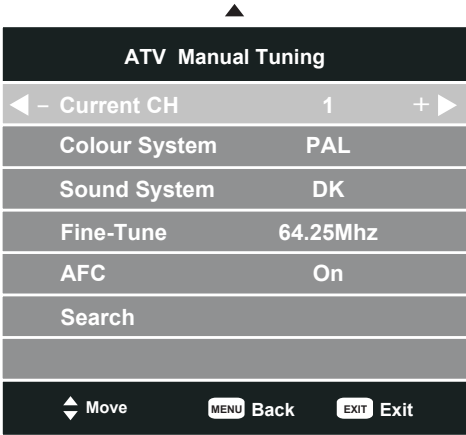 ATV Manual Tuning
− Current CH 1 +
Colour System PAL
Sound System DK
Fine-Tune 64.25Mhz
AFC On
Search
Move MENU Back EXIT Exit